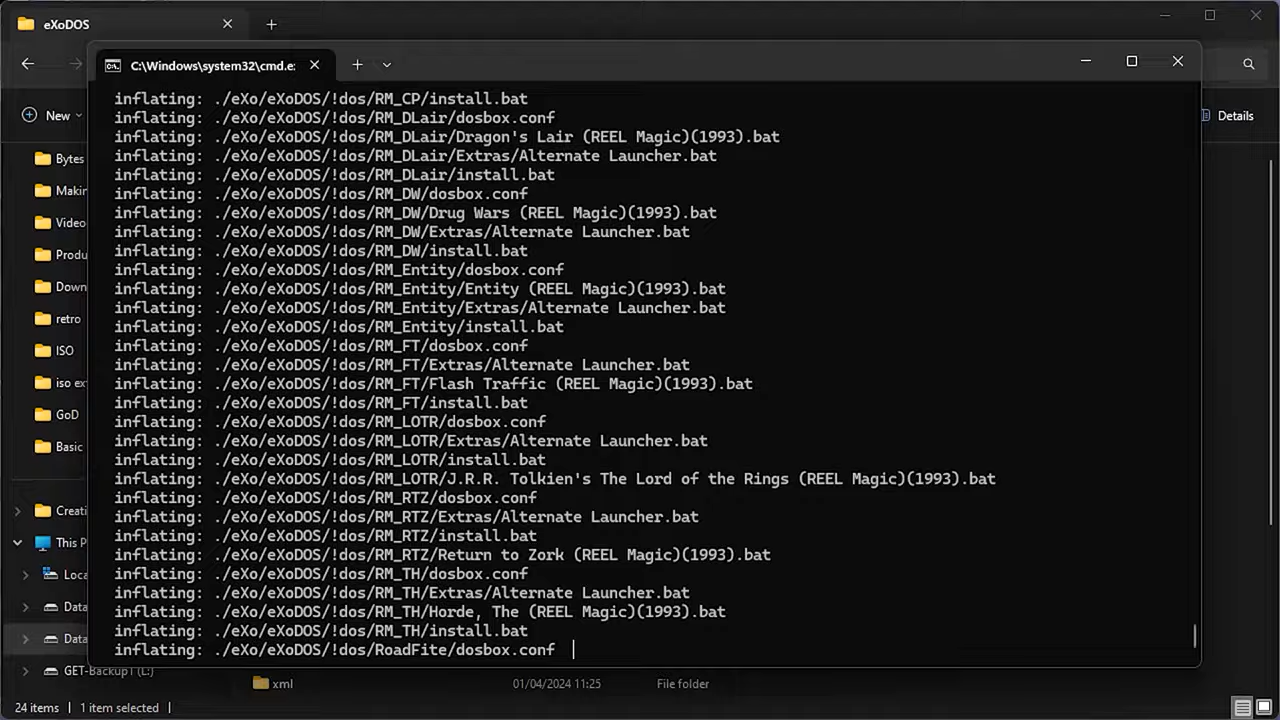 eXoDOS
C:\Windows\system32\cmd.e:
New
Details
Bytes
Makin
Video
Produ
Down
retro
ISO
iso ex
GoD
Basic
Creati
This P
Loca
Data
Data
GET-Backup1 (L:)
inflating: ./eXo/eXoDOS/!dos/RM_CP/install.bat
inflating: ./eXo/eXoDOS/!dos/RM_DLair/dosbox.conf
inflating: ./eXo/eXoDOS/!dos/RM_DLair/Dragon's Lair (REEL Magic)(1993).bat
inflating: ./eXo/eXoDOS/!dos/RM_DLair/Extras/Alternate Launcher.bat
inflating: ./eXo/eXoDOS/!dos/RM_DLair/install.bat
inflating: ./eXo/eXoDOS/!dos/RM_DW/dosbox.conf
inflating: ./eXo/eXoDOS/!dos/RM_DW/Drug Wars (REEL Magic)(1993).bat
inflating: ./eXo/eXoDOS/!dos/RM_DW/Extras/Alternate Launcher.bat
inflating: ./eXo/eXoDOS/!dos/RM_DW/install.bat
inflating: ./eXo/eXoDOS/!dos/RM_Entity/dosbox.conf
inflating: ./eXo/eXoDOS/!dos/RM_Entity/Entity (REEL Magic)(1993).bat
inflating: ./eXo/eXoDOS/!dos/RM_Entity/Extras/Alternate Launcher.bat
inflating: ./eXo/eXoDOS/!dos/RM_Entity/install.bat
inflating: ./eXo/eXoDOS/!dos/RM_FT/dosbox.conf
inflating: ./eXo/eXoDOS/!dos/RM_FT/Extras/Alternate Launcher.bat
inflating: ./eXo/eXoDOS/!dos/RM_FT/Flash Traffic (REEL Magic)(1993).bat
inflating: ./eXo/eXoDOS/!dos/RM_FT/install.bat
inflating: ./eXo/eXoDOS/!dos/RM_LOTR/dosbox.conf
inflating: ./eXo/eXoDOS/!dos/RM_LOTR/Extras/Alternate Launcher.bat
inflating: ./eXo/eXoDOS/!dos/RM_LOTR/install.bat
inflating: ./eXo/eXoDOS/!dos/RM_LOTR/J.R.R. Tolkien's The Lord of the Rings (REEL Magic)(1993).bat
inflating: ./eXo/eXoDOS/!dos/RM_RTZ/dosbox.conf
inflating: ./eXo/eXoDOS/!dos/RM_RTZ/Extras/Alternate Launcher.bat
inflating: ./eXo/eXoDOS/!dos/RM_RTZ/install.bat
inflating: ./eXo/eXoDOS/!dos/RM_RTZ/Return to Zork (REEL Magic)(1993).bat
inflating: ./eXo/eXoDOS/!dos/RM_TH/dosbox.conf
inflating: ./eXo/eXoDOS/!dos/RM_TH/Extras/Alternate Launcher.bat
inflating: ./eXo/eXoDOS/!dos/RM_TH/Horde, The (REEL Magic)(1993).bat
inflating: ./eXo/eXoDOS/!dos/RM_TH/install.bat
inflating: ./eXo/eXoDOS/!dos/RoadFite/dosbox.conf
xml 01/04/2024 11:25 File folder
24 items 1 item selected